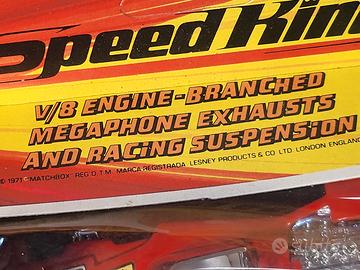 Speed Kin
V/8 ENGINE-BRANCHED
MEGAPHONE EXHAUSTS
AND RACING SUSPENSION
© 1971 "MATCHBOX" REG'D. T.M. MARCA REGISTRADA. LESNEY PRODUCTS & CO. LTD. LONDON ENGLAND
subito